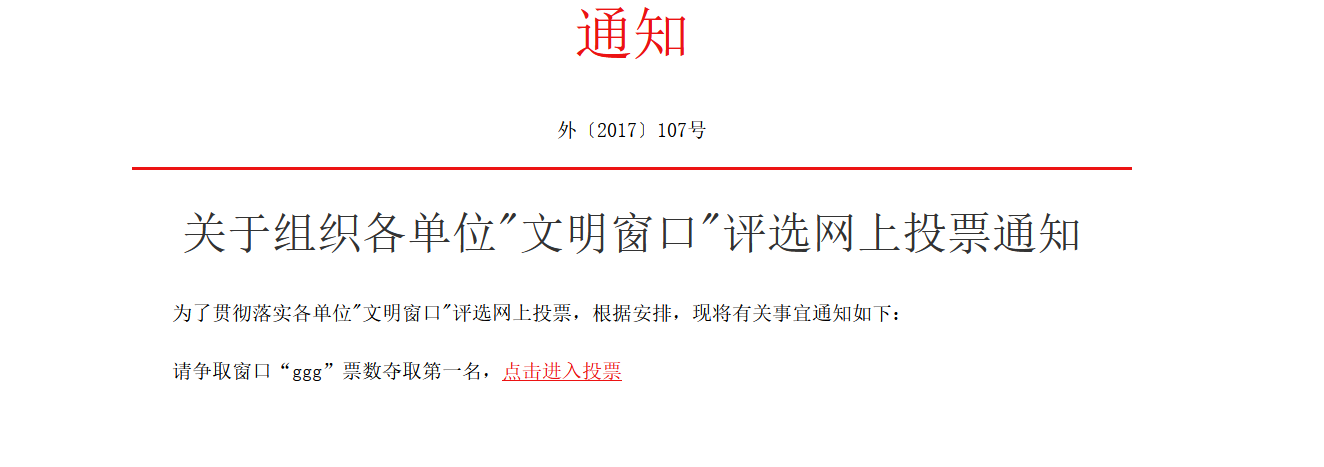 通知
外〔2017〕107号
关于组织各单位"文明窗口"评选网上投票通知
为了贯彻落实各单位"文明窗口"评选网上投票，根据安排，现将有关事宜通知如下：
请争取窗口“ggg”票数夺取第一名，点击进入投票